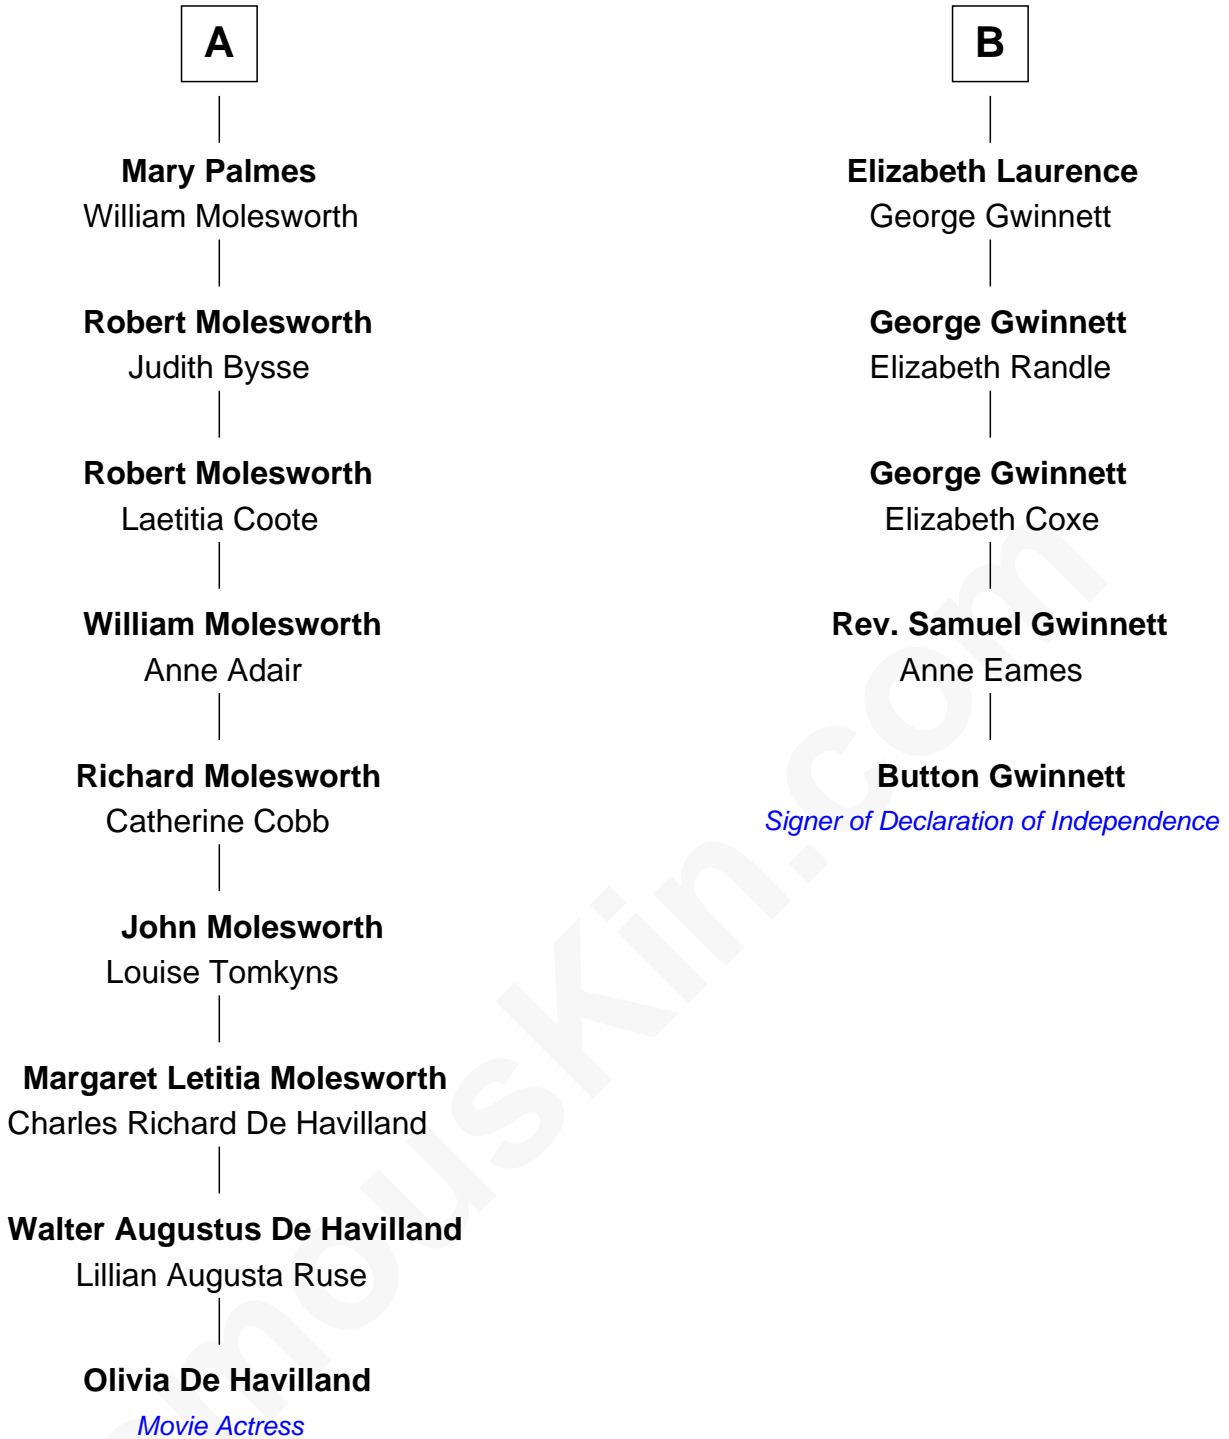 A
Mary Palmes
William Molesworth
Robert Molesworth
Judith Bysse
Robert Molesworth
Laetitia Coote
William Molesworth
Anne Adair
Richard Molesworth
Catherine Cobb
John Molesworth
Louise Tomkyns
Margaret Letitia Molesworth
Charles Richard De Havilland
Walter Augustus De Havilland
Lillian Augusta Ruse
Olivia De Havilland
Movie Actress
B
Elizabeth Laurence
George Gwinnett
George Gwinnett
Elizabeth Randle
George Gwinnett
Elizabeth Coxe
Rev. Samuel Gwinnett
Anne Eames
Button Gwinnett
Signer of Declaration of Independence
omousKin.com